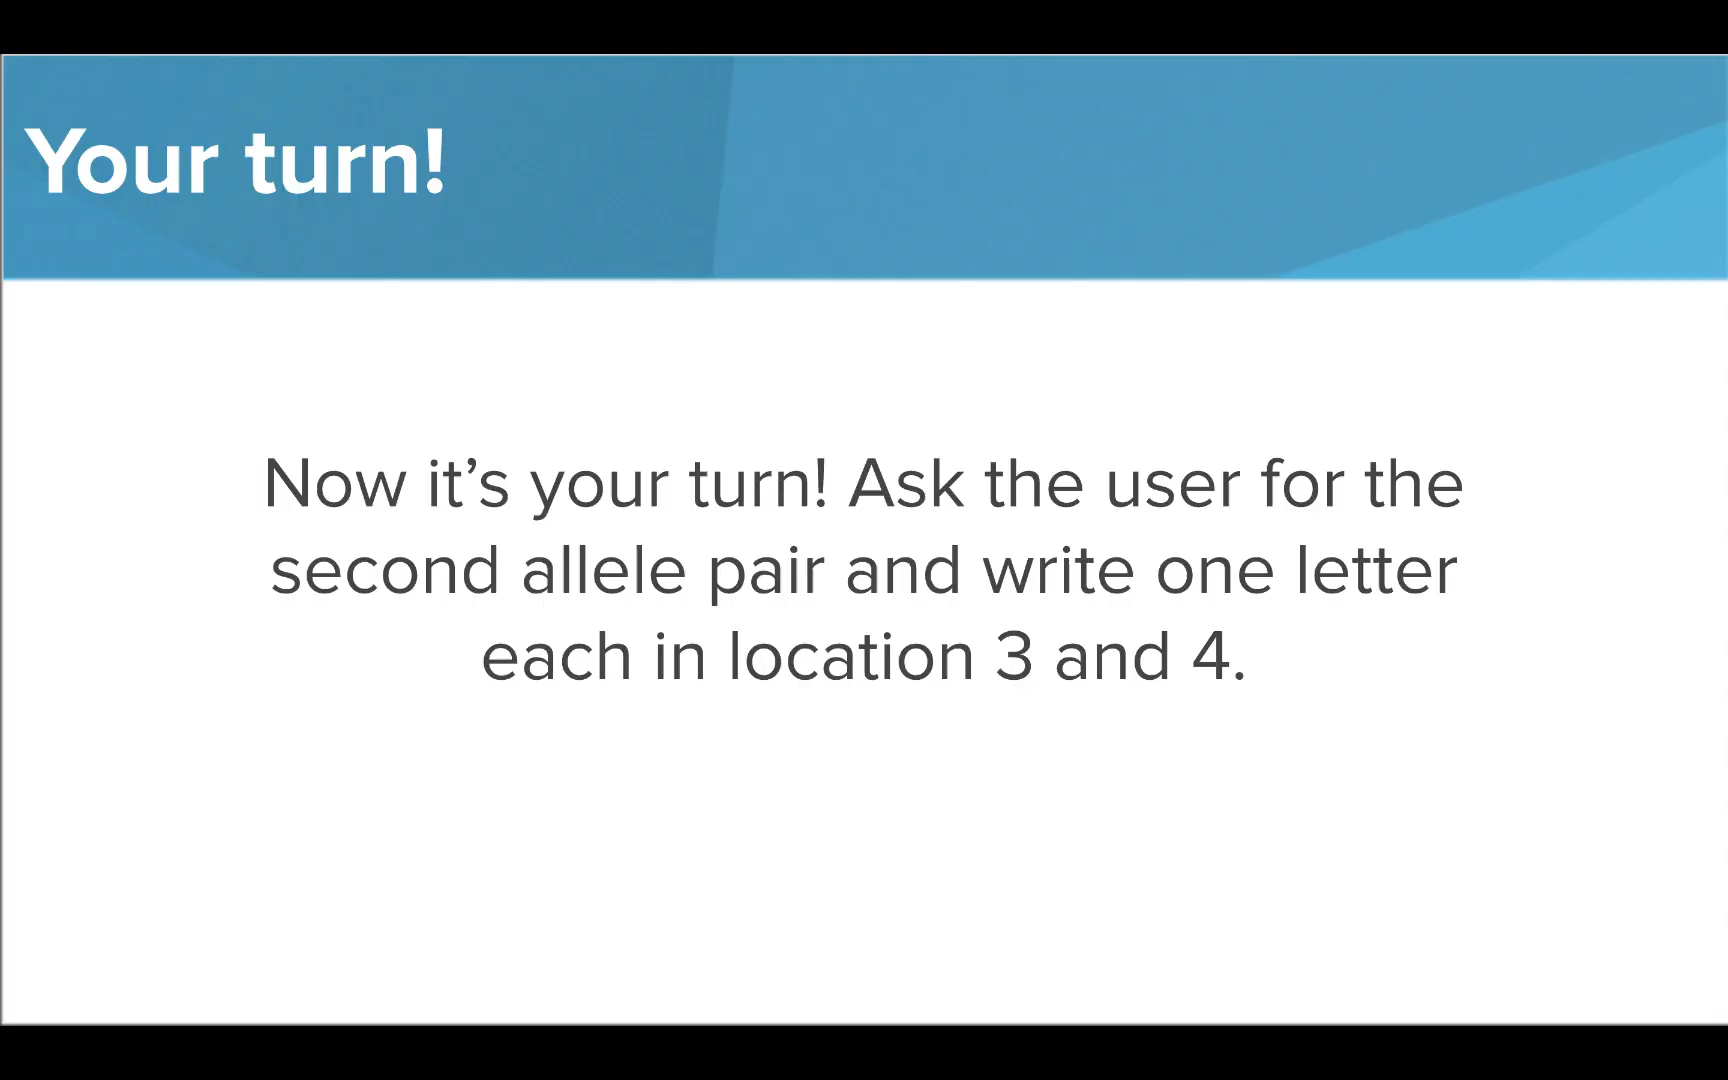 Your turn!
Now it’s your turn! Ask the user for the
second allele pair and write one letter
each in location 3 and 4.